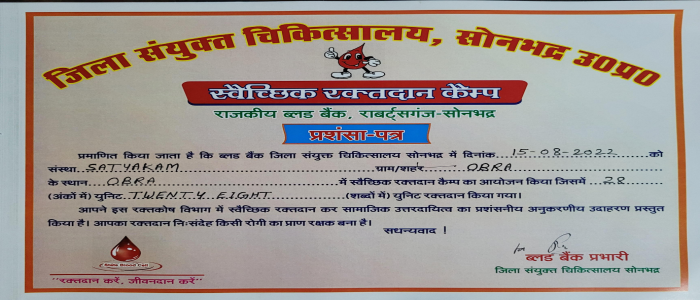 जिला संयुक्त चिकित्सालय, सोनभद्र उ०प्र०
स्वैच्छिक रक्तदान कैम्प
राजकीय ब्लड बैंक, राबर्ट्सगंज-सोनभद्र
प्रशंसा-पत्र
प्रमाणित किया जाता है कि ब्लड बैंक जिला संयुक्त चिकित्सालय सोनभद्र में दिनांक 15-08-2022 को
संस्था SATYAKAM ग्राम/शहर OBRA
के स्थान OBRA में स्वैच्छिक रक्तदान कैम्प का आयोजन किया जिसमें 28
(अंकों में) यूनिट TWENTY EIGHT (शब्दों में) यूनिट रक्तदान किया गया।
आपने इस रक्तकोष विभाग में स्वैच्छिक रक्तदान कर सामाजिक उत्तरदायित्व का प्रशंसनीय अनुकरणीय उदाहरण प्रस्तुत
किया है। आपका रक्तदान निःसंदेह किसी रोगी का प्राण रक्षक बना है।
सधन्यवाद !
ब्लड बैंक प्रभारी
जिला संयुक्त चिकित्सालय सोनभद्र
"रक्तदान करें, जीवनदान करें"